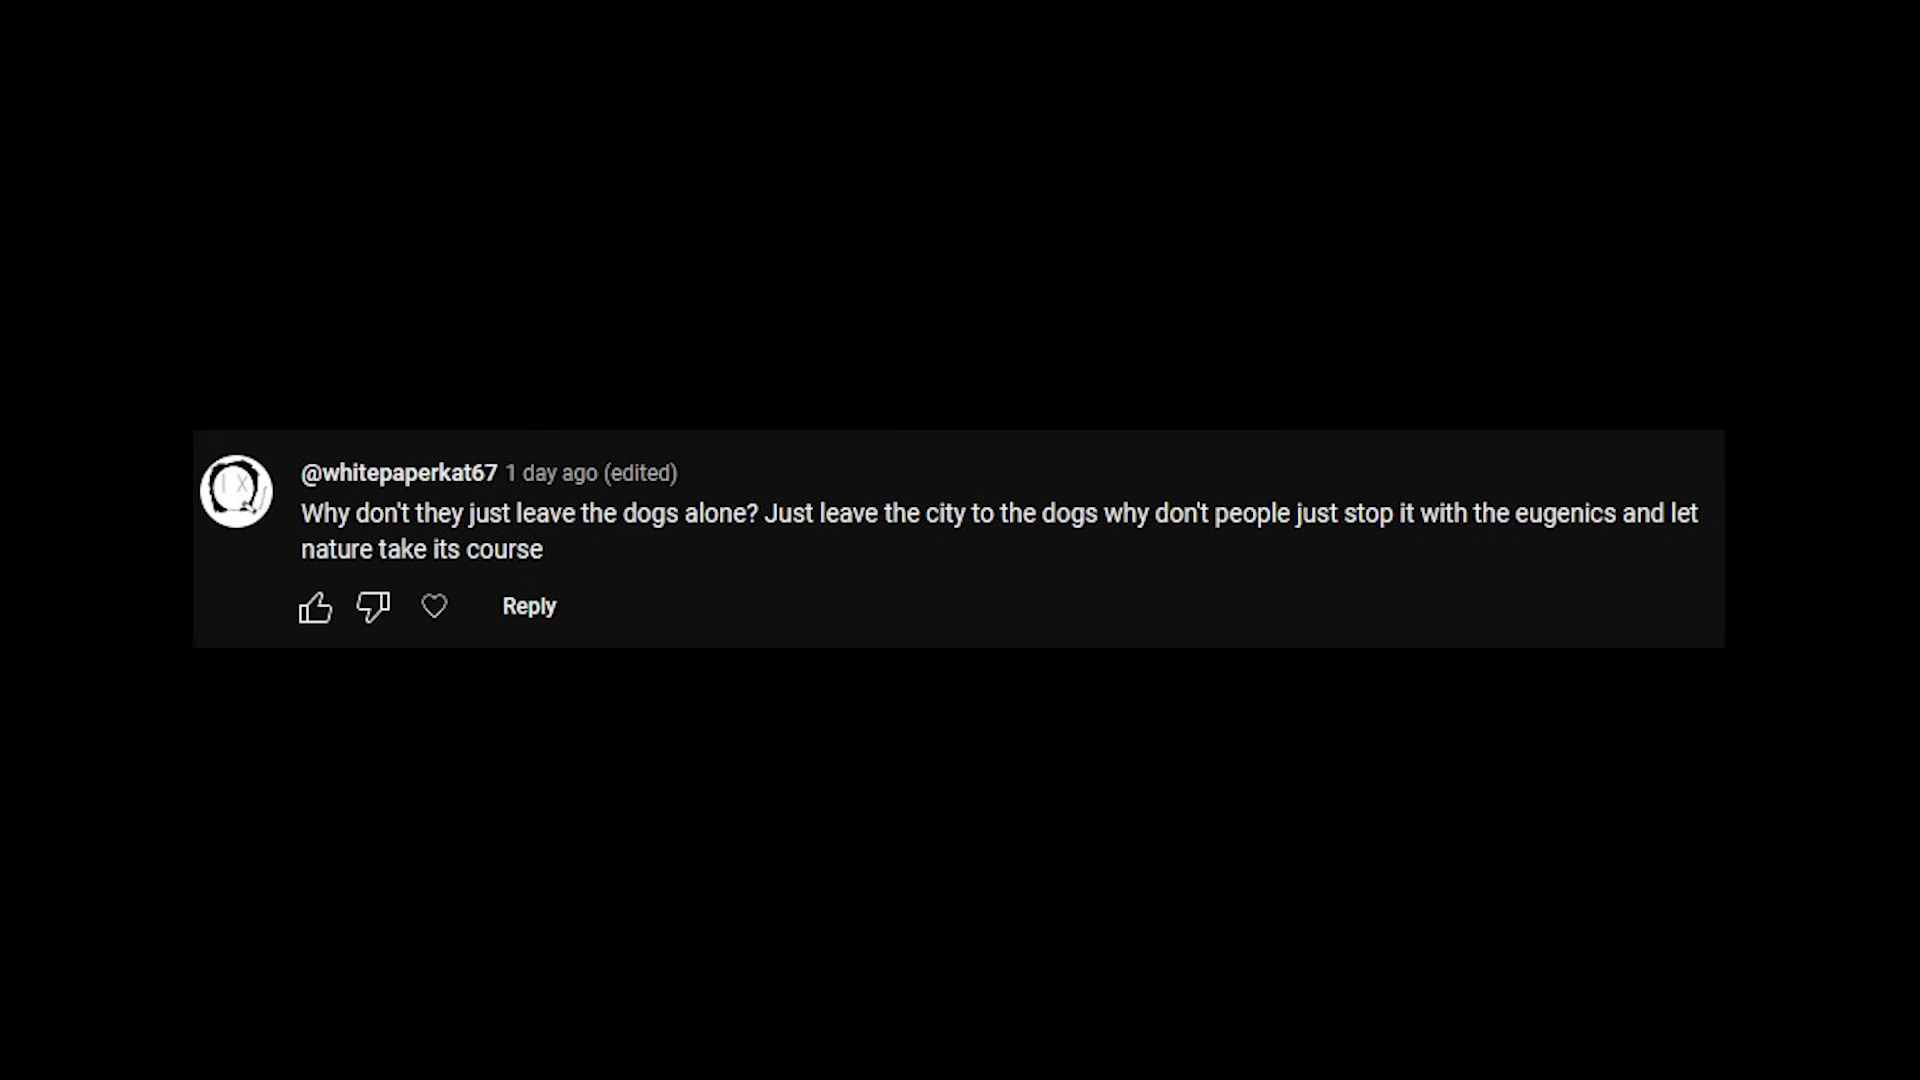 @whitepaperkat67 1 day ago (edited)
Why don't they just leave the dogs alone? Just leave the city to the dogs why don't people just stop it with the eugenics and let
nature take its course
Reply